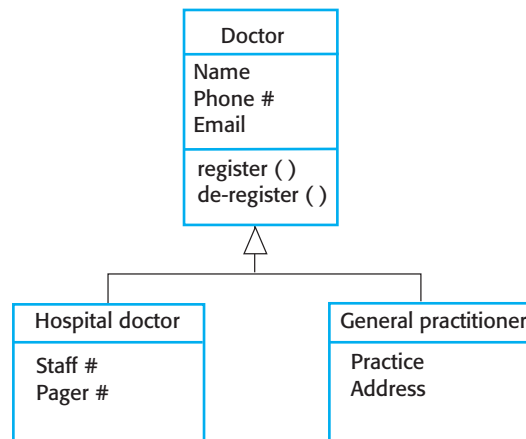 Doctor
Name
Phone #
Email
register ( )
de-register ( )
Hospital doctor
Staff #
Pager #
General practitioner
Practice
Address